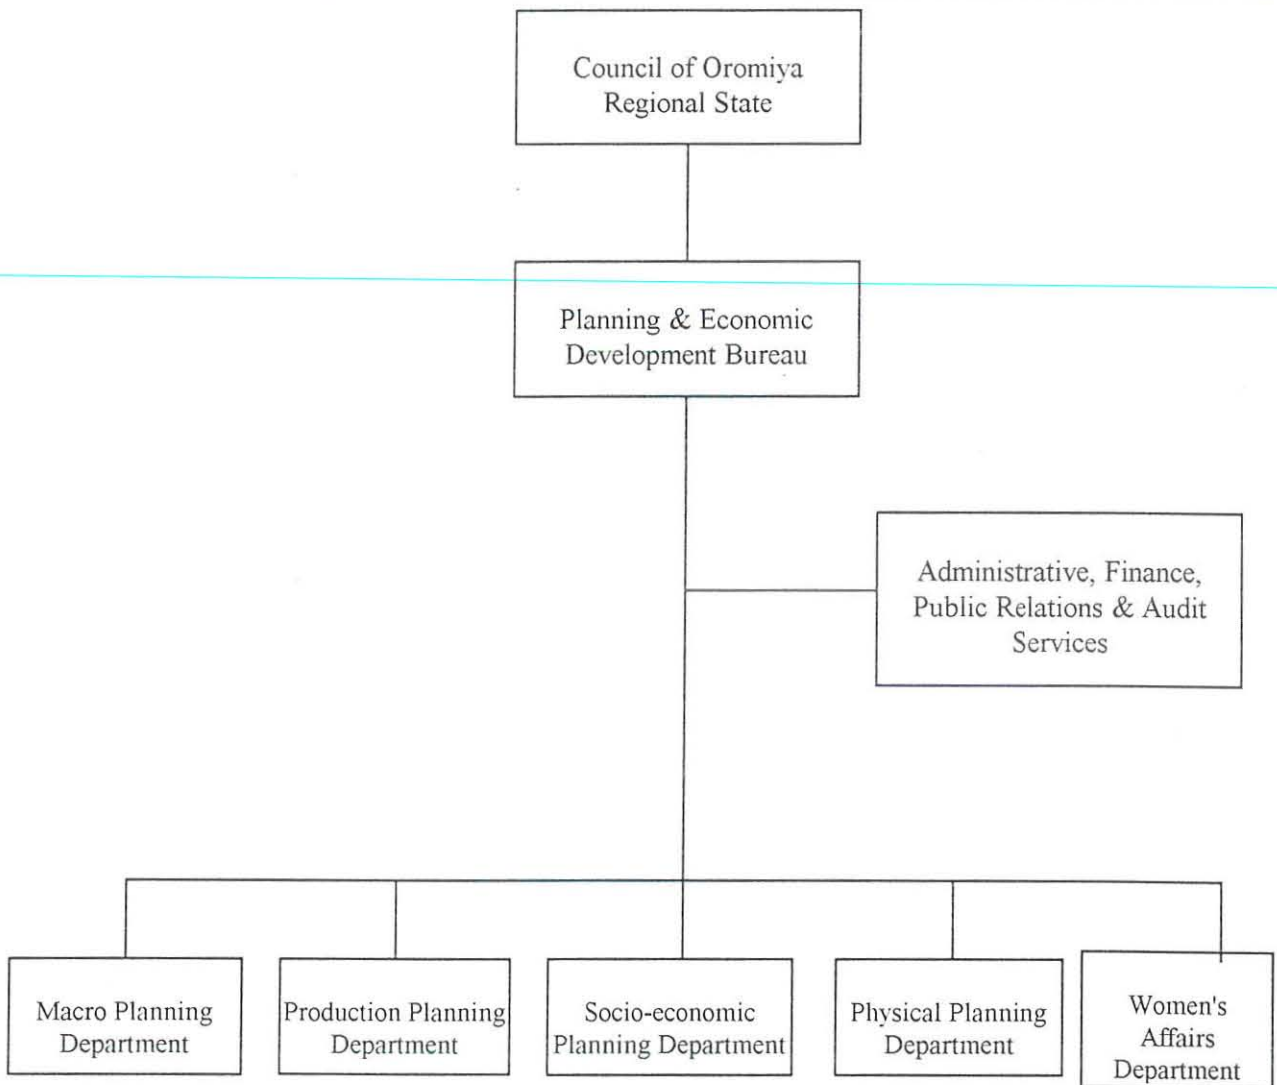 Council of Oromiya
Regional State
Planning & Economic
Development Bureau
Administrative, Finance,
Public Relations & Audit
Services
Macro Planning
Department
Production Planning
Department
Socio-economic
Planning Department
Physical Planning
Department
Women's
Affairs
Department